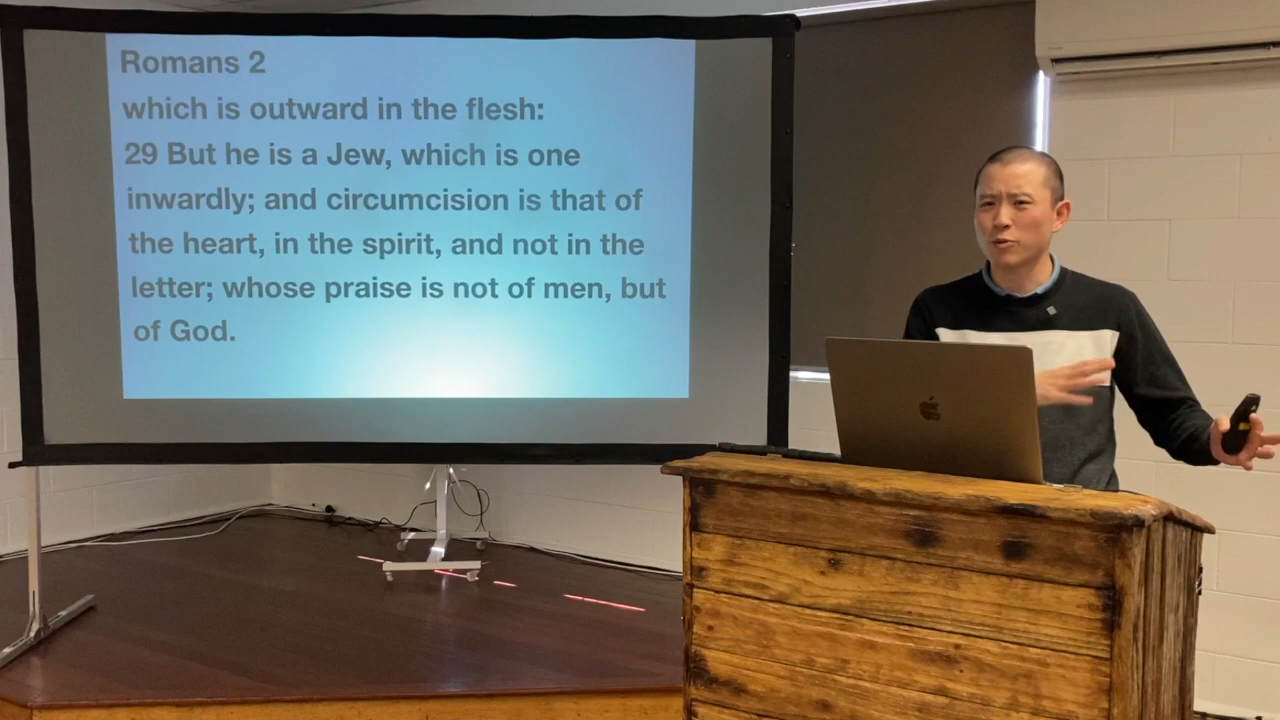 Romans 2
which is outward in the flesh:
29 But he is a Jew, which is one
inwardly; and circumcision is that of
the heart, in the spirit, and not in the
letter; whose praise is not of men, but
of God.